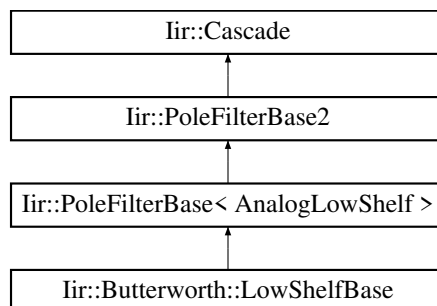 Iir::Cascade
Iir::PoleFilterBase2
Iir::PoleFilterBase< AnalogLowShelf >
Iir::Butterworth::LowShelfBase